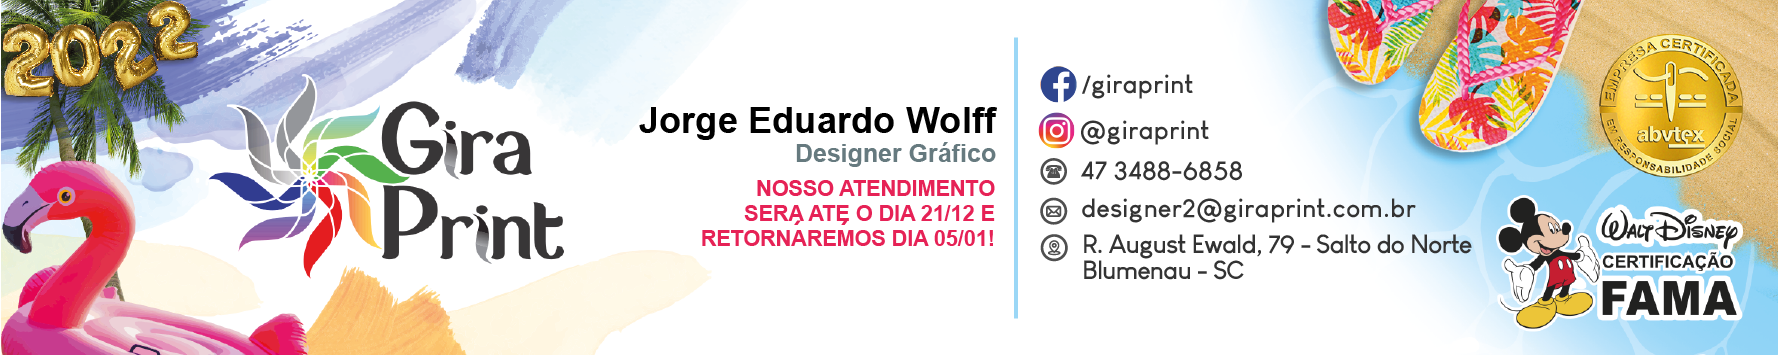 2022
Gira
Print
Jorge Eduardo Wolff
Designer Gráfico
NOSSO ATENDIMENTO
SERÁ ATÉ O DIA 21/12 E
RETORNAREMOS DIA 05/01!
/giraprint
@giraprint
47 3488-6858
designer2@giraprint.com.br
R. August Ewald, 79 - Salto do Norte
Blumenau - SC
EMPRESA CERTIFICADA
abvtex
EM RESPONSABILIDADE SOCIAL
WALT DISNEY
CERTIFICAÇÃO
FAMA